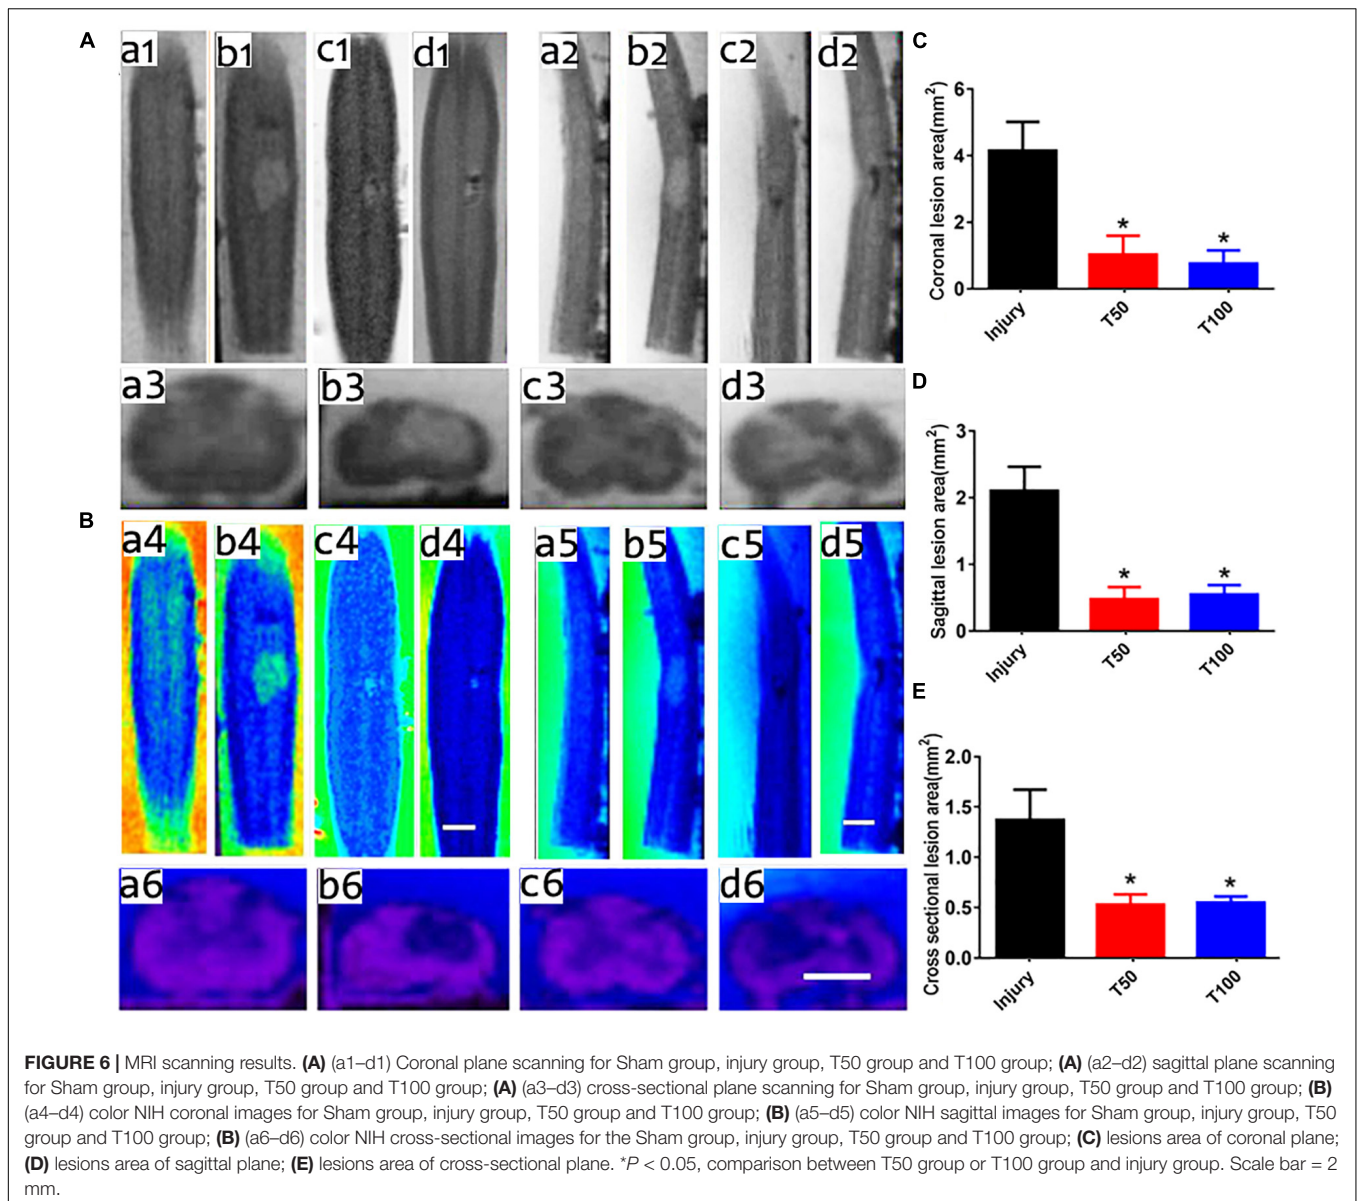 A
a1 b1 c1 d1 a2 b2 c2 d2
a3 b3 c3 d3
B
a4 b4 c4 d4 a5 b5 c5 d5
a6 b6 c6 d6
C
Coronal lesion area(mm²)
6
4
2
0
*
*
Injury T50 T100
D
Sagittal lesion area(mm²)
3
2
1
0
*
*
Injury T50 T100
E
Cross sectional lesion area(mm²)
2.0
1.5
1.0
0.5
0.0
*
*
Injury T50 T100
FIGURE 6 | MRI scanning results. (A) (a1–d1) Coronal plane scanning for Sham group, injury group, T50 group and T100 group; (A) (a2–d2) sagittal plane scanning
for Sham group, injury group, T50 group and T100 group; (A) (a3–d3) cross-sectional plane scanning for Sham group, injury group, T50 group and T100 group; (B)
(a4–d4) color NIH coronal images for Sham group, injury group, T50 group and T100 group; (B) (a5–d5) color NIH sagittal images for Sham group, injury group, T50
group and T100 group; (B) (a6–d6) color NIH cross-sectional images for the Sham group, injury group, T50 group and T100 group; (C) lesions area of coronal plane;
(D) lesions area of sagittal plane; (E) lesions area of cross-sectional plane. *P < 0.05, comparison between T50 group or T100 group and injury group. Scale bar = 2
mm.